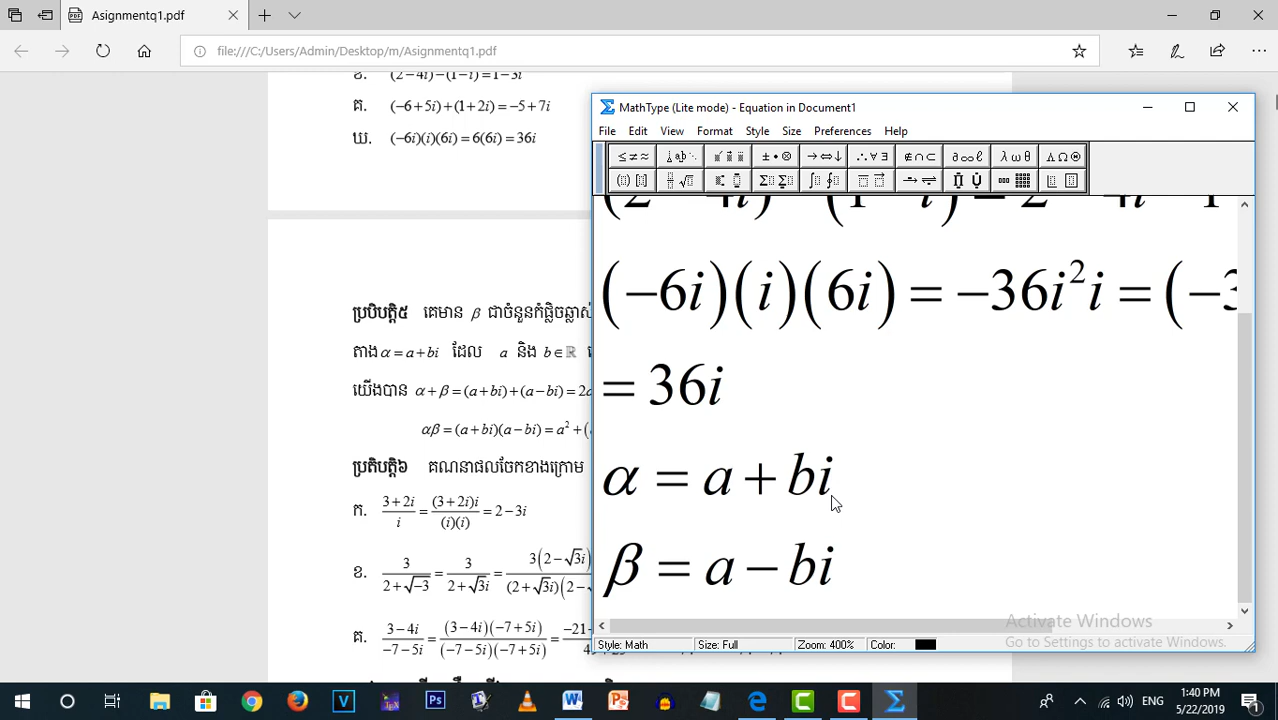 Asignmentq1.pdf
file:///C:/Users/Admin/Desktop/m/Asignmentq1.pdf
ខ. (2−4i)−(1−i)=1−3i
គ. (−6+5i)+(1+2i)=−5+7i
ឃ. (−6i)(i)(6i)=6(6i)=36i
ប្រឋិបត្តិ៥ គេមាន β ជាចំនួនកុំផ្លិចឆ្លាស់
តាង α=a+bi ដែល a និង b∈ℝ
យើងបាន α+β=(a+bi)+(a−bi)=2a
αβ=(a+bi)(a−bi)=a²+(
ប្រតិបត្តិ៦ គណនាផលចែកខាងក្រោម
ក. (3+2i)/i = (3+2i)i/(i)(i) = 2−3i
ខ. 3/(2+√−3) = 3/(2+√3i) = 3(2−√3i)/(2+√3i)(2−
គ. (3−4i)/(−7−5i) = (3−4i)(−7+5i)/(−7−5i)(−7+5i) = −21
MathType (Lite mode) - Equation in Document1
File Edit View Format Style Size Preferences Help
(−6i)(i)(6i) = −36i²i = (−3
= 36i
α = a + bi
β = a − bi
Activate Windows
Go to Settings to activate Windows.
Style: Math Size: Full Zoom: 400% Color:
ENG
1:40 PM
5/22/2019